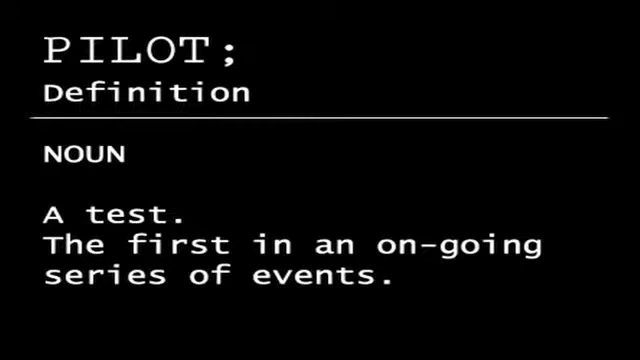 PILOT;
Definition
NOUN
A test.
The first in an on-going
series of events.